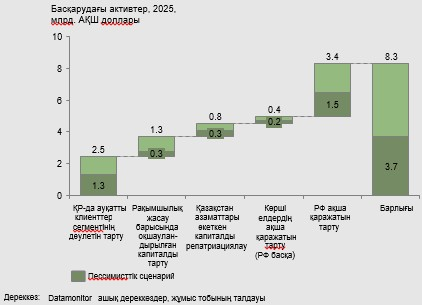 Басқарудағы активтер, 2025,
млрд. АҚШ доллары
10
8
6
4
2
0
2.5
1.3
1.3
0.3
0.8
0.3
0.4
0.2
3.4
1.5
8.3
3.7
ҚР-да ауқатты
клиенттер
сегментінің
дәулетін тарту
Рақымшылық
жасау
барысында
оқшаулан-
дырылған
капиталды
тарту
Қазақстан
азаматтары
әкеткен
капиталды
репатриациялау
Көрші
елдердің
ақша
қаражатын
тарту
(РФ басқа)
РФ ақша
қаражатын
тарту
Барлығы
Пессимисттік сценарий
Дереккөз: Datamonitor ашық дереккөздер, жұмыс тобының талдауы